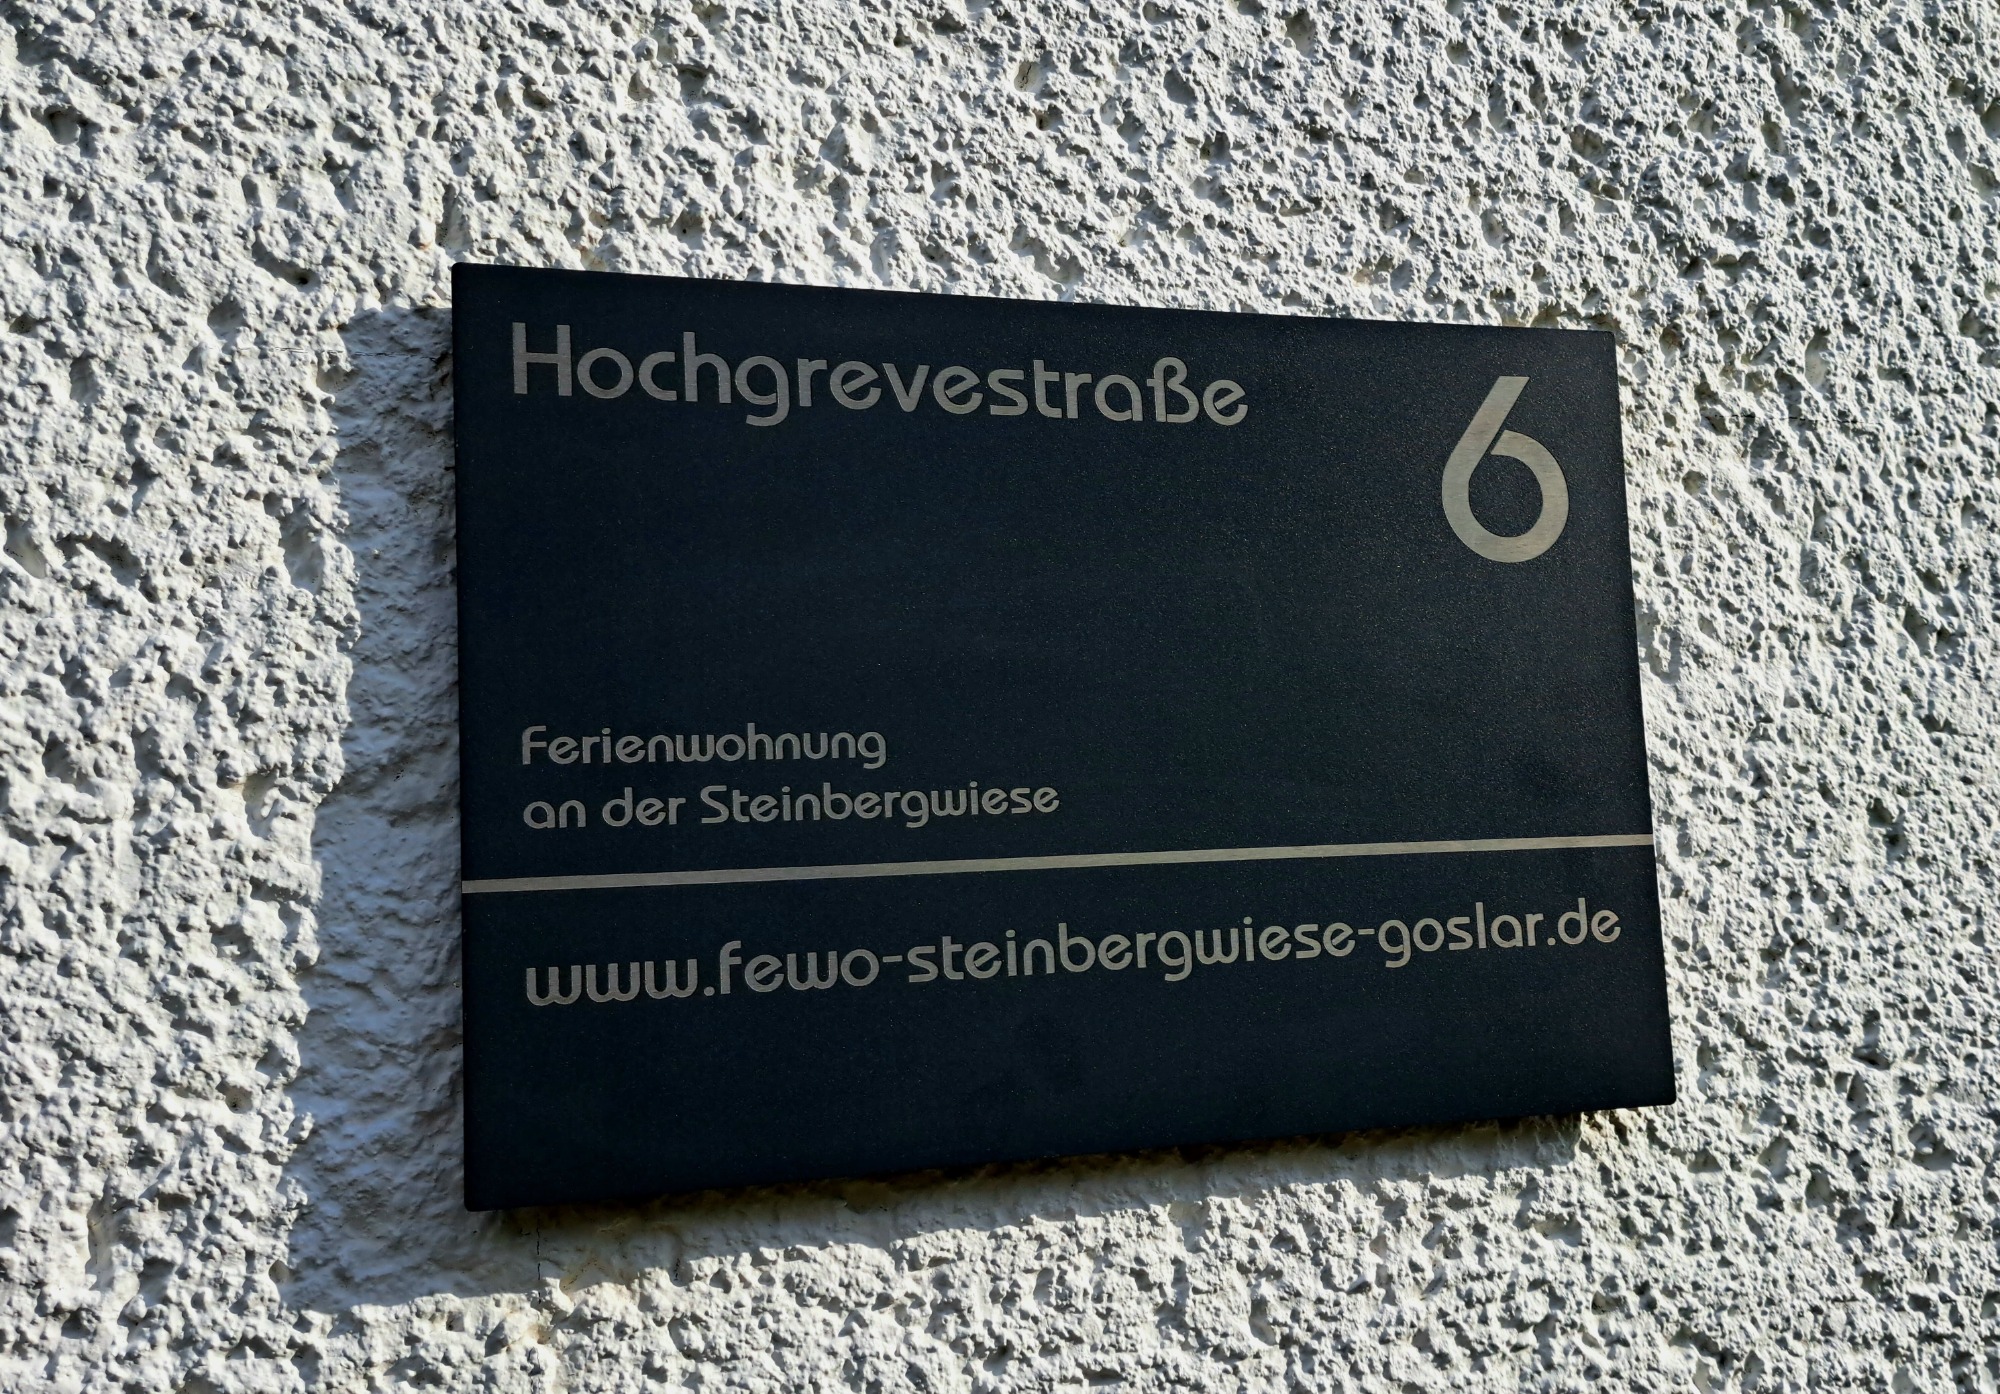 Hochgrevestraße
6
Ferienwohnung
an der Steinbergwiese
www.fewo-steinbergwiese-goslar.de